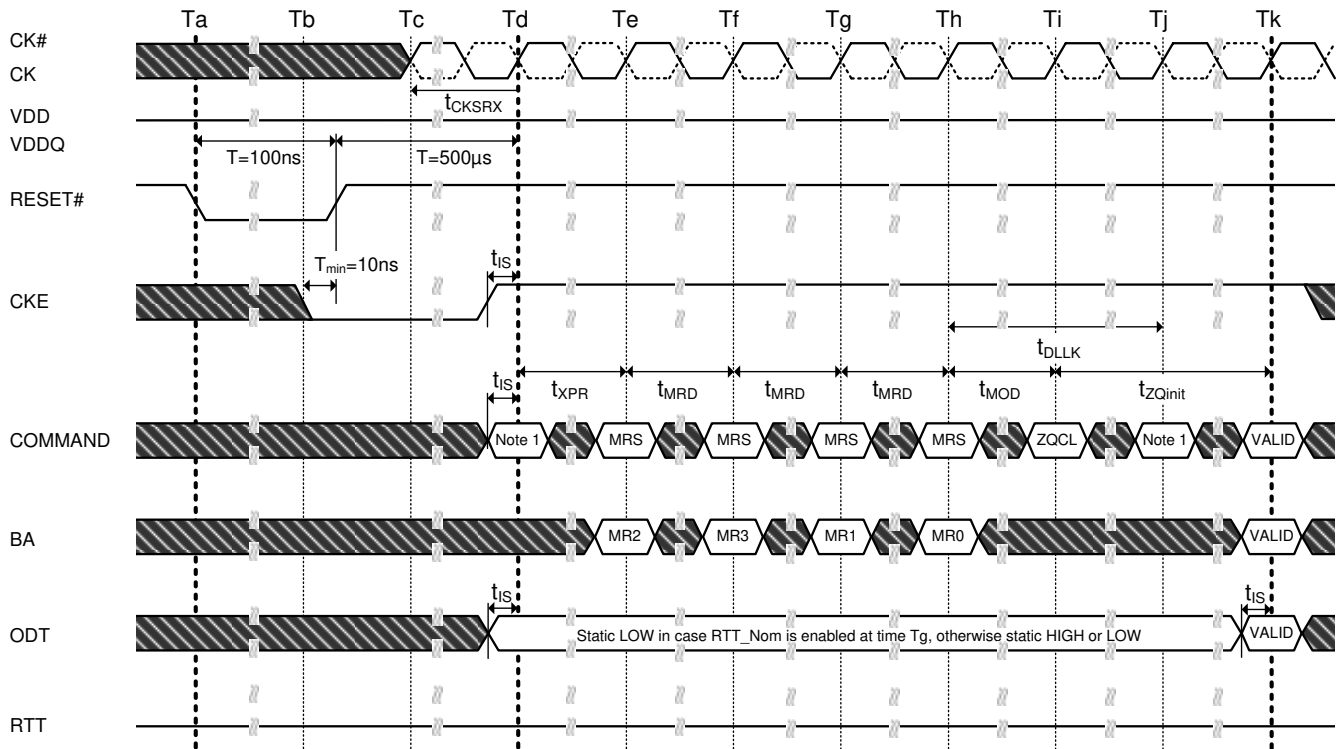 Ta Tb Tc Td Te Tf Tg Th Ti Tj Tk
CK#
CK
tCKSRX
VDD
VDDQ
T=100ns T=500µs
RESET#
Tmin=10ns tIS
CKE
tDLLK
tIS tXPR tMRD tMRD tMRD tMOD tZQinit
COMMAND Note 1 MRS MRS MRS MRS ZQCL Note 1 VALID
BA MR2 MR3 MR1 MR0 VALID
tIS tIS
ODT Static LOW in case RTT_Nom is enabled at time Tg, otherwise static HIGH or LOW VALID
RTT